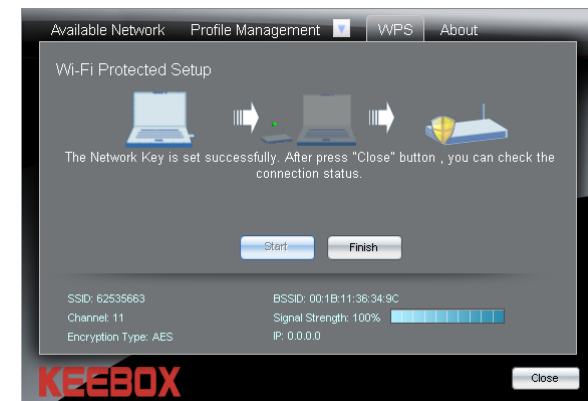 Available Network Profile Management WPS About
Wi-Fi Protected Setup
The Network Key is set successfully. After press "Close" button , you can check the
connection status.
Start Finish
SSID: 62535663 BSSID: 00:1B:11:36:34:9C
Channel: 11 Signal Strength: 100%
Encryption Type: AES IP: 0.0.0.0
KEEBOX Close